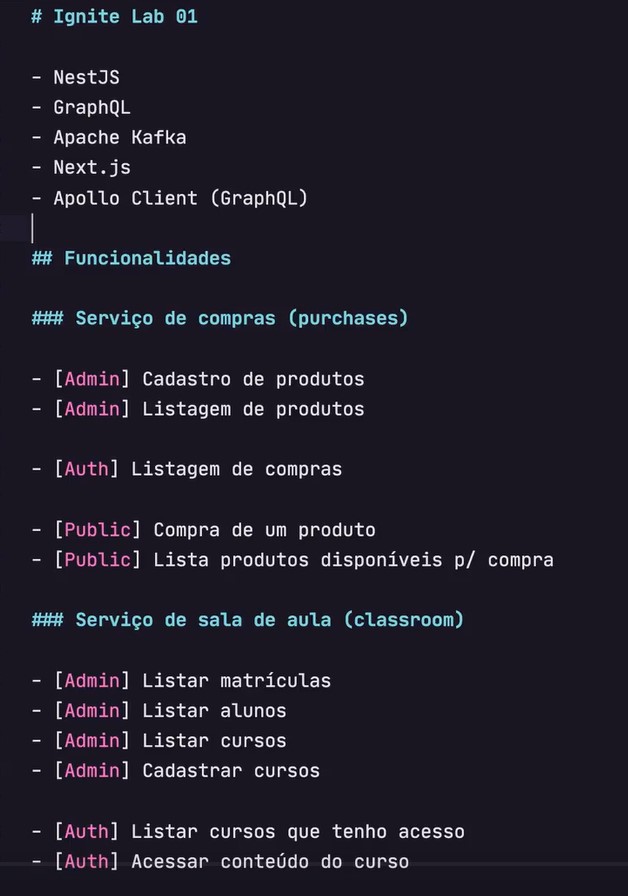 # Ignite Lab 01
- NestJS
- GraphQL
- Apache Kafka
- Next.js
- Apollo Client (GraphQL)
## Funcionalidades
### Serviço de compras (purchases)
- [Admin] Cadastro de produtos
- [Admin] Listagem de produtos
- [Auth] Listagem de compras
- [Public] Compra de um produto
- [Public] Lista produtos disponíveis p/ compra
### Serviço de sala de aula (classroom)
- [Admin] Listar matrículas
- [Admin] Listar alunos
- [Admin] Listar cursos
- [Admin] Cadastrar cursos
- [Auth] Listar cursos que tenho acesso
- [Auth] Acessar conteúdo do curso